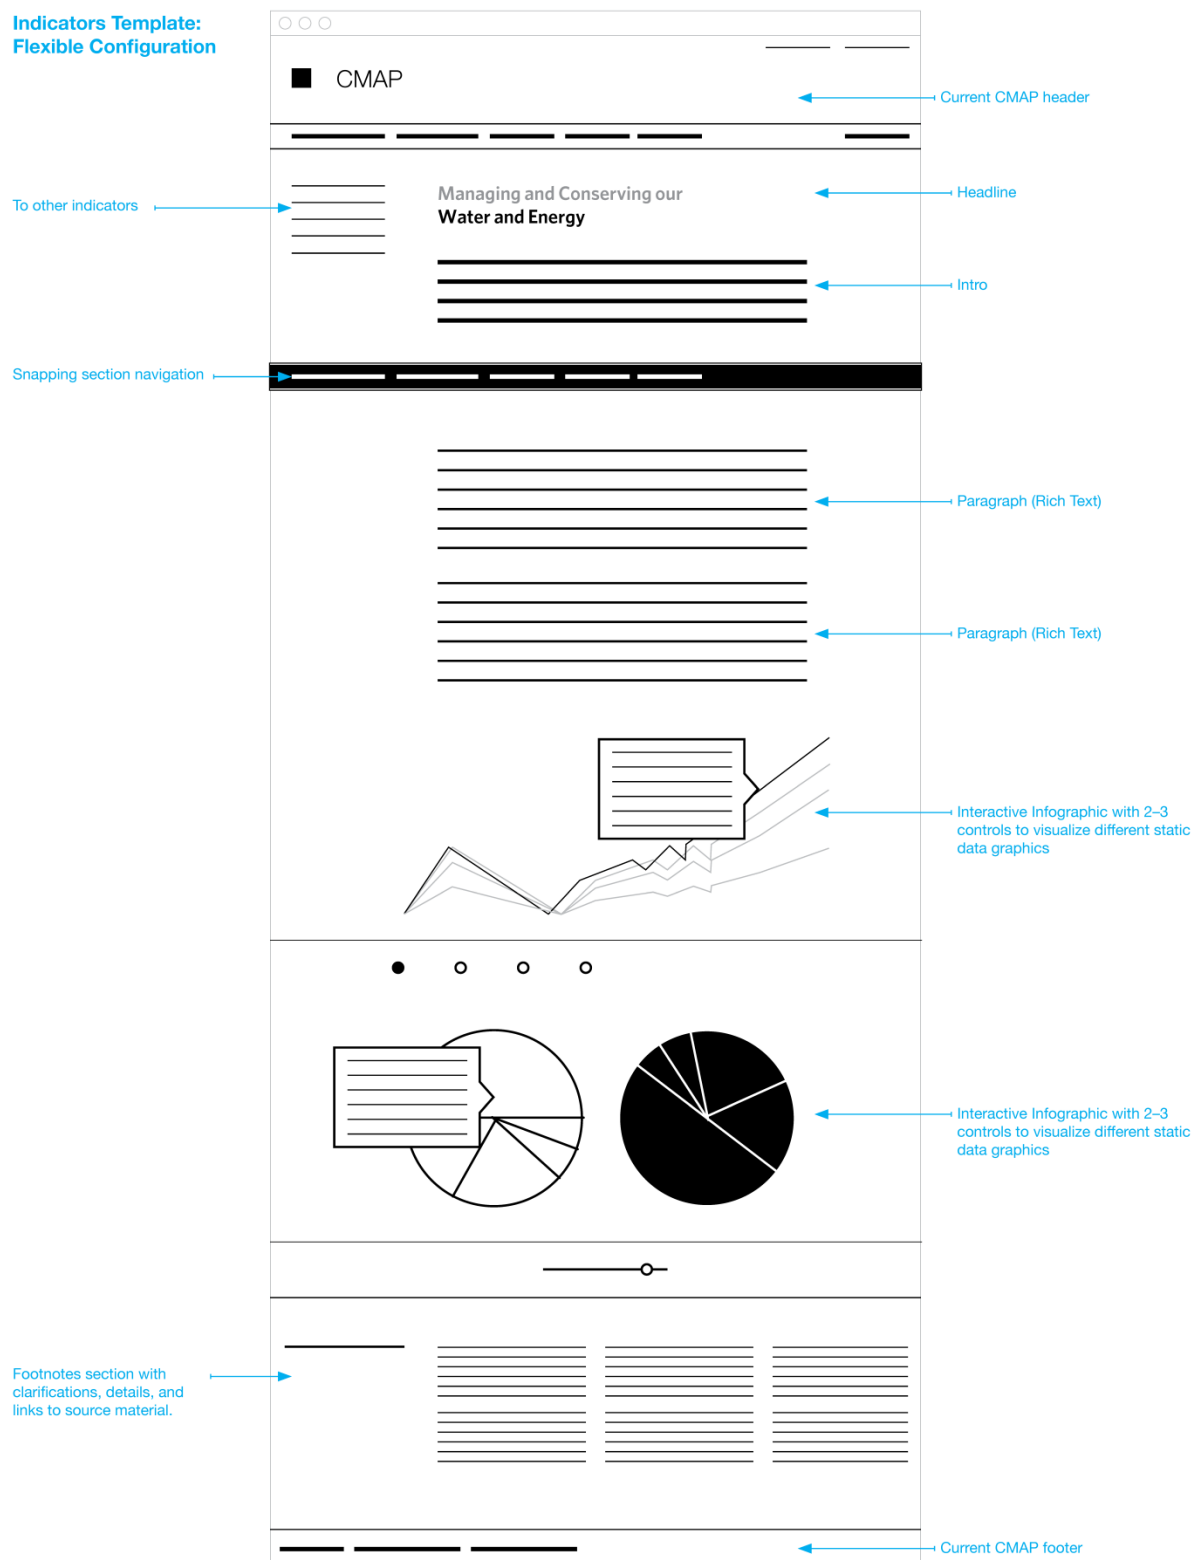 Indicators Template:
Flexible Configuration
CMAP
Current CMAP header
To other indicators
Managing and Conserving our
Water and Energy
Headline
Intro
Snapping section navigation
Paragraph (Rich Text)
Paragraph (Rich Text)
Interactive Infographic with 2–3
controls to visualize different static
data graphics
Interactive Infographic with 2–3
controls to visualize different static
data graphics
Footnotes section with
clarifications, details, and
links to source material.
Current CMAP footer